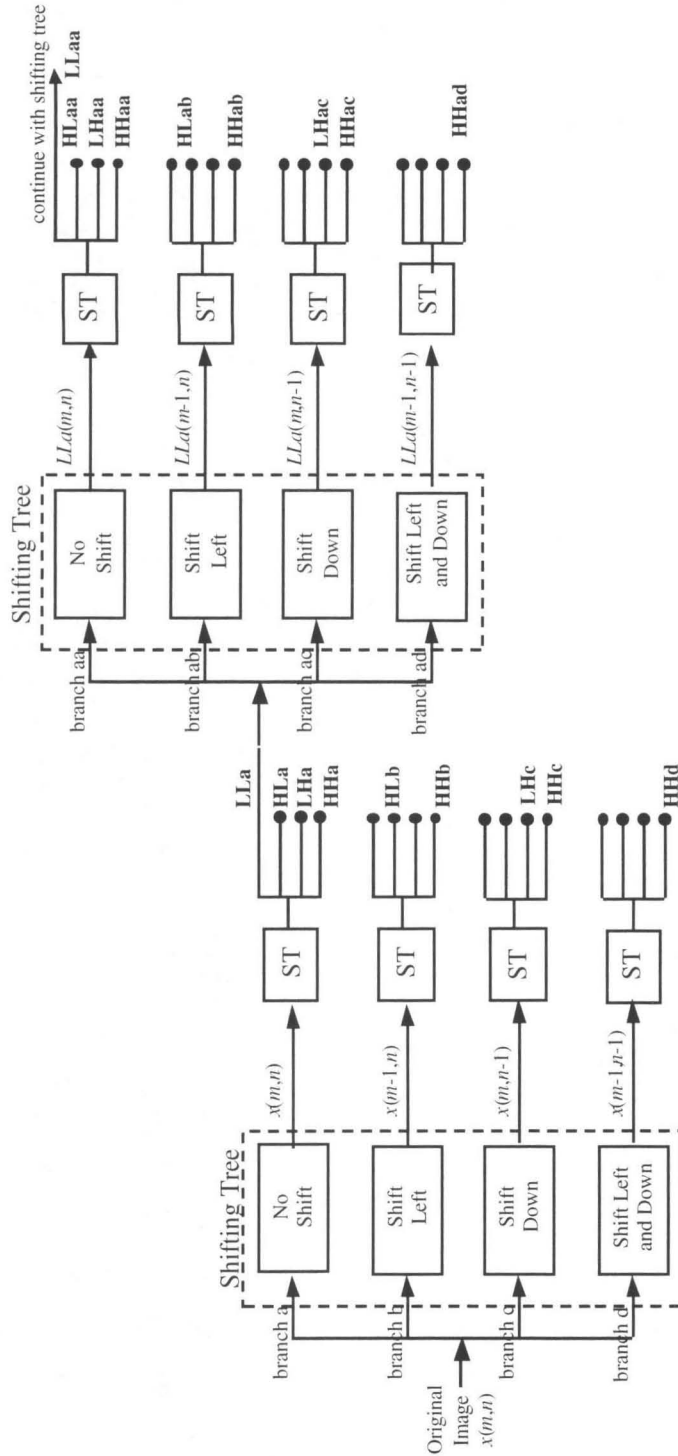 Shifting Tree
Original
Image
x(m,n)
branch a
No
Shift
x(m,n)
ST
LLa
HLa
LHa
HHa
branch b
Shift
Left
x(m-1,n)
ST
HLb
HHb
branch c
Shift
Down
x(m,n-1)
ST
LHc
HHc
branch d
Shift Left
and Down
x(m-1,n-1)
ST
HHd
Shifting Tree
branch aa
No
Shift
LLa(m,n)
ST
continue with shifting tree
LLaa
HLaa
LHaa
HHaa
branch ab
Shift
Left
LLa(m-1,n)
ST
HLab
HHab
branch ac
Shift
Down
LLa(m,n-1)
ST
LHac
HHac
branch ad
Shift Left
and Down
LLa(m-1,n-1)
ST
HHad